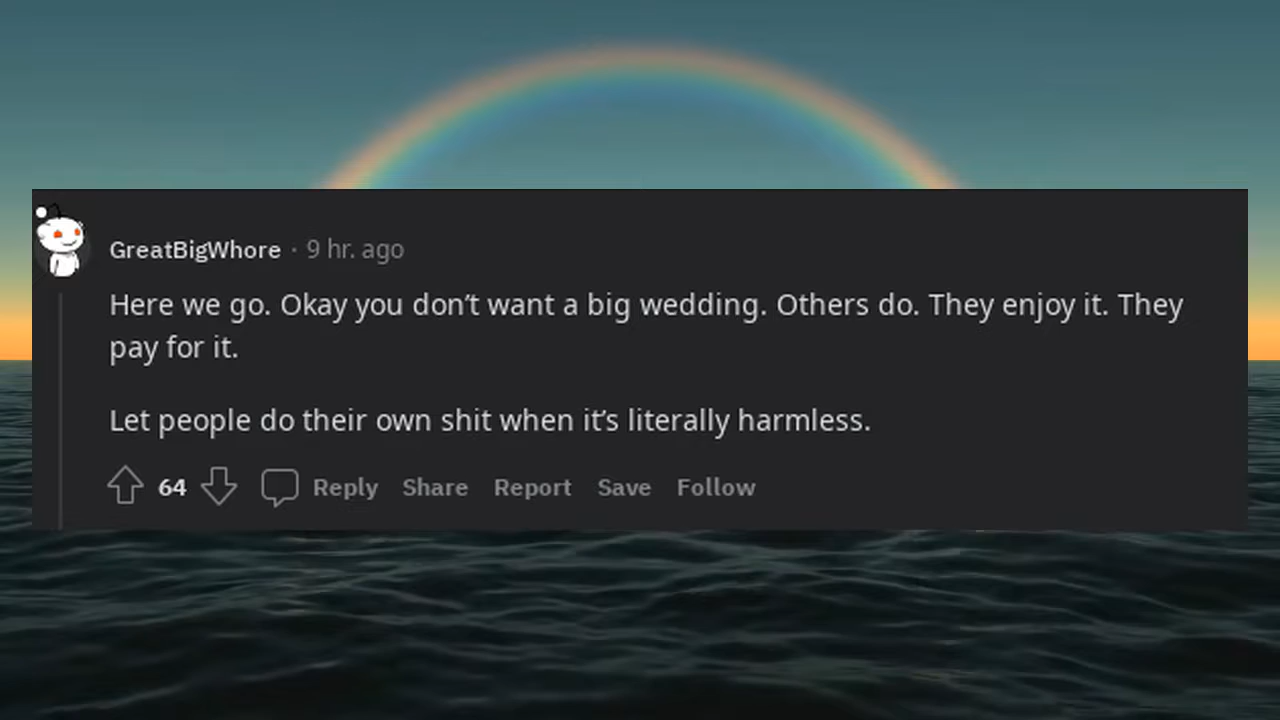 GreatBigWhore · 9 hr. ago
Here we go. Okay you don’t want a big wedding. Others do. They enjoy it. They
pay for it.
Let people do their own shit when it’s literally harmless.
64 Reply Share Report Save Follow